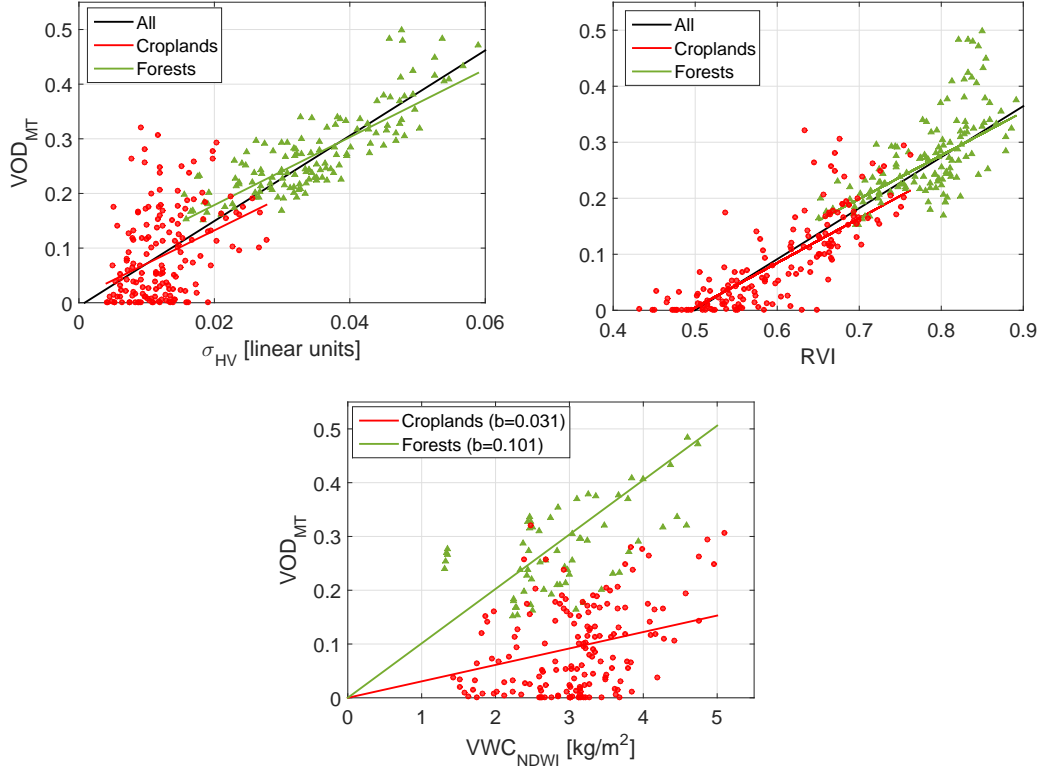 All
Croplands
Forests
0.5
0.4
0.3
0.2
0.1
0
VOD_MT
0
0.02
0.04
0.06
σ_HV [linear units]
All
Croplands
Forests
0.5
0.4
0.3
0.2
0.1
0
0.4
0.5
0.6
0.7
0.8
0.9
RVI
Croplands (b=0.031)
Forests (b=0.101)
0.5
0.4
0.3
0.2
0.1
0
VOD_MT
0
1
2
3
4
5
VWC_NDWI [kg/m²]